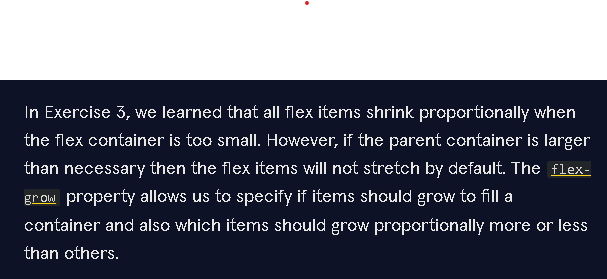 In Exercise 3, we learned that all flex items shrink proportionally when
the flex container is too small. However, if the parent container is larger
than necessary then the flex items will not stretch by default. The flex-
grow property allows us to specify if items should grow to fill a
container and also which items should grow proportionally more or less
than others.